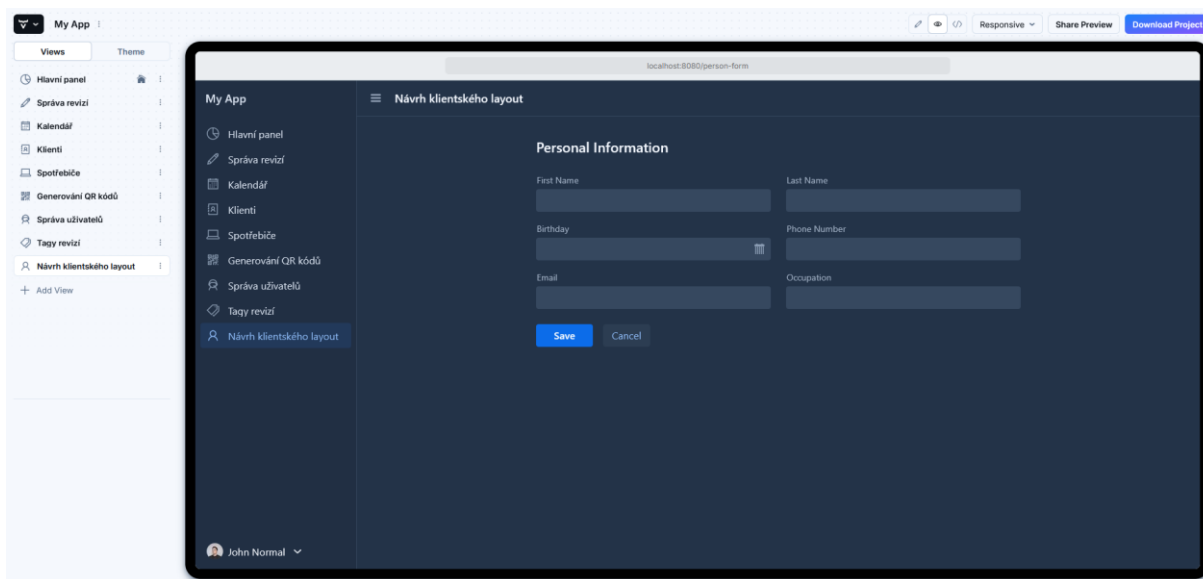 My App
Responsive
Share Preview
Download Project
Views Theme
Hlavní panel
Správa revizí
Kalendář
Klienti
Spotřebiče
Generování QR kódů
Správa uživatelů
Tagy revizí
Návrh klientského layout
+ Add View
localhost:8080/person-form
My App
Návrh klientského layout
Hlavní panel
Správa revizí
Kalendář
Klienti
Spotřebiče
Generování QR kódů
Správa uživatelů
Tagy revizí
Návrh klientského layout
John Normal
Personal Information
First Name Last Name
Birthday Phone Number
Email Occupation
Save Cancel